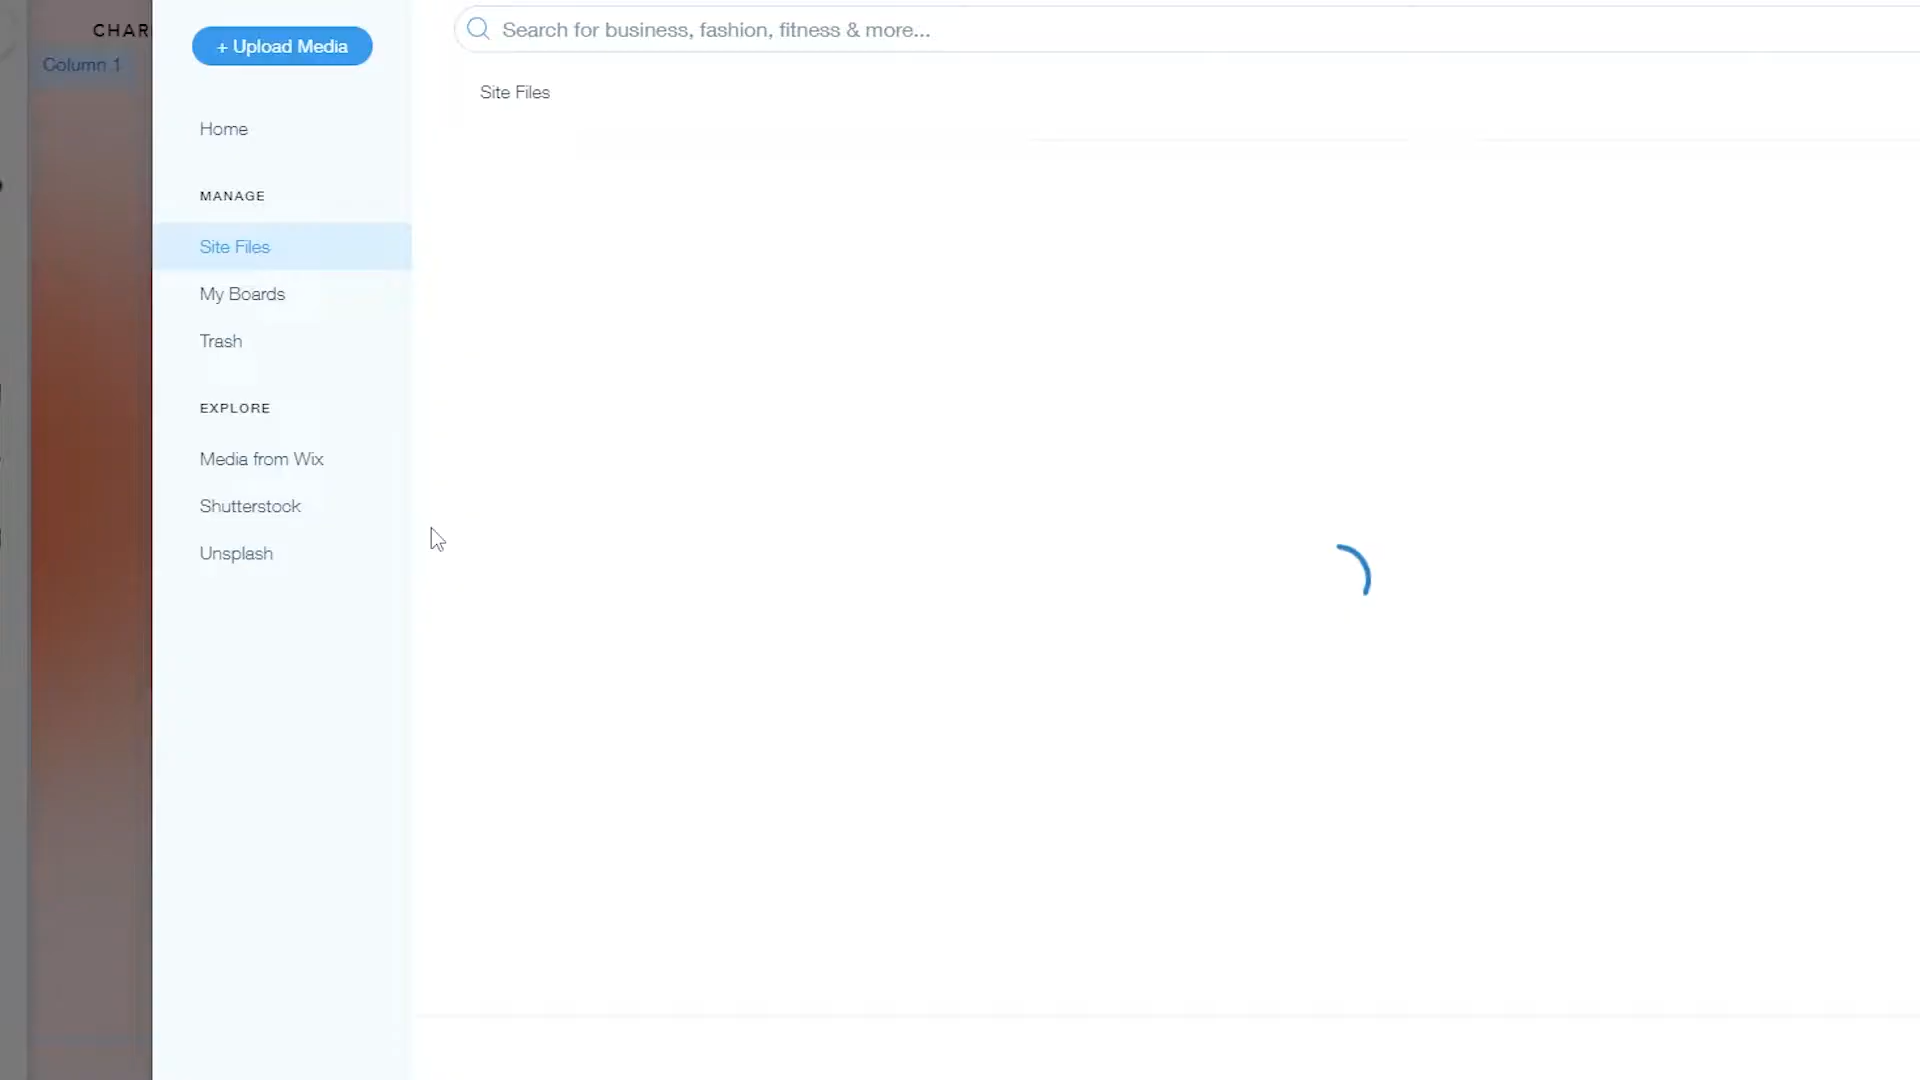 CHAR
Column 1
+ Upload Media
Search for business, fashion, fitness & more...
Site Files
Home
MANAGE
Site Files
My Boards
Trash
EXPLORE
Media from Wix
Shutterstock
Unsplash